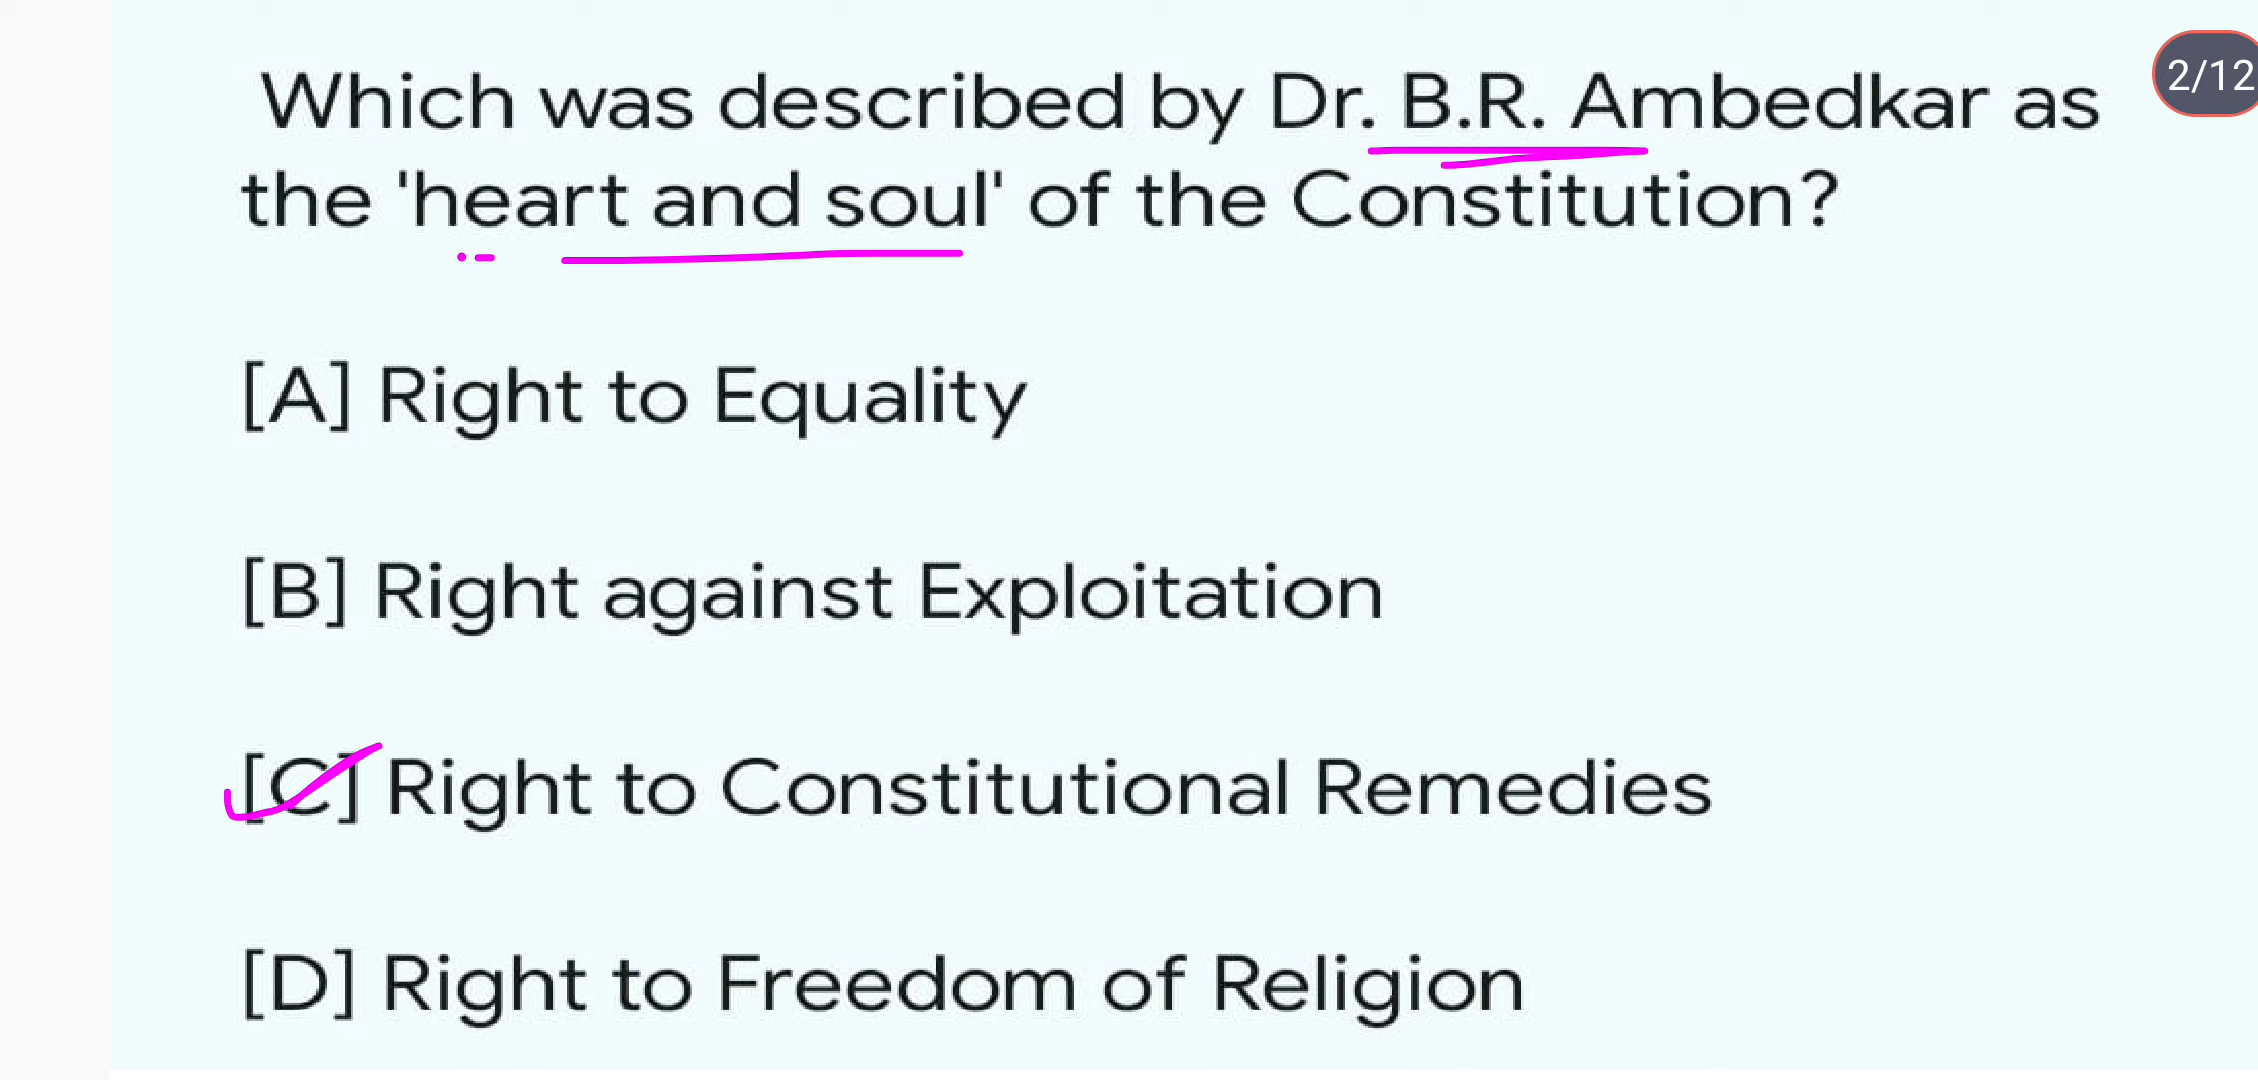 Which was described by Dr. B.R. Ambedkar as
2/12
the 'heart and soul' of the Constitution?
[A] Right to Equality
[B] Right against Exploitation
[C] Right to Constitutional Remedies
[D] Right to Freedom of Religion